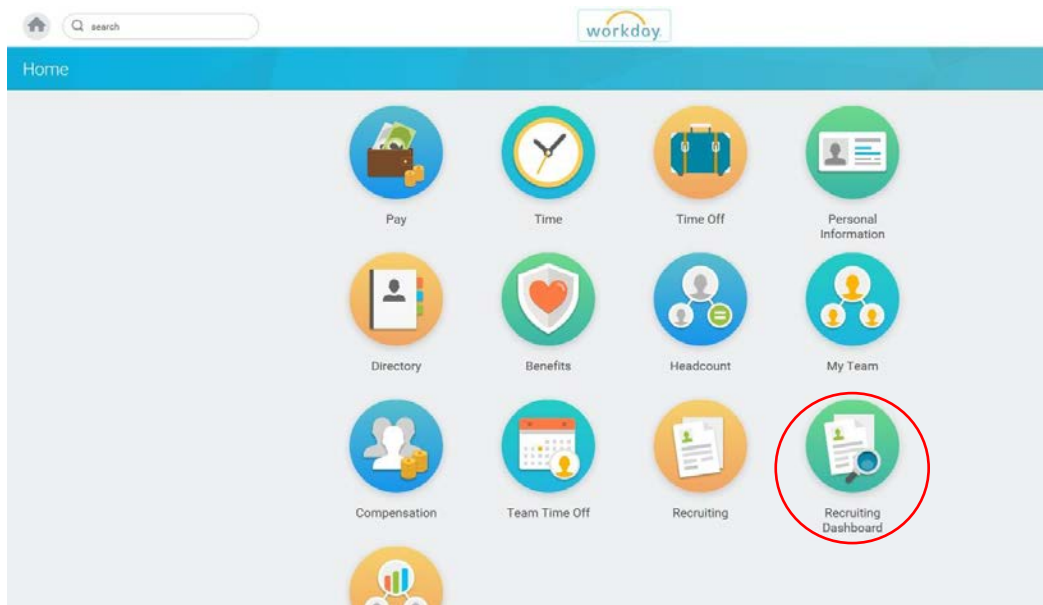 search
workday.
Home
Pay
Time
Time Off
Personal
Information
Directory
Benefits
Headcount
My Team
Compensation
Team Time Off
Recruiting
Recruiting
Dashboard